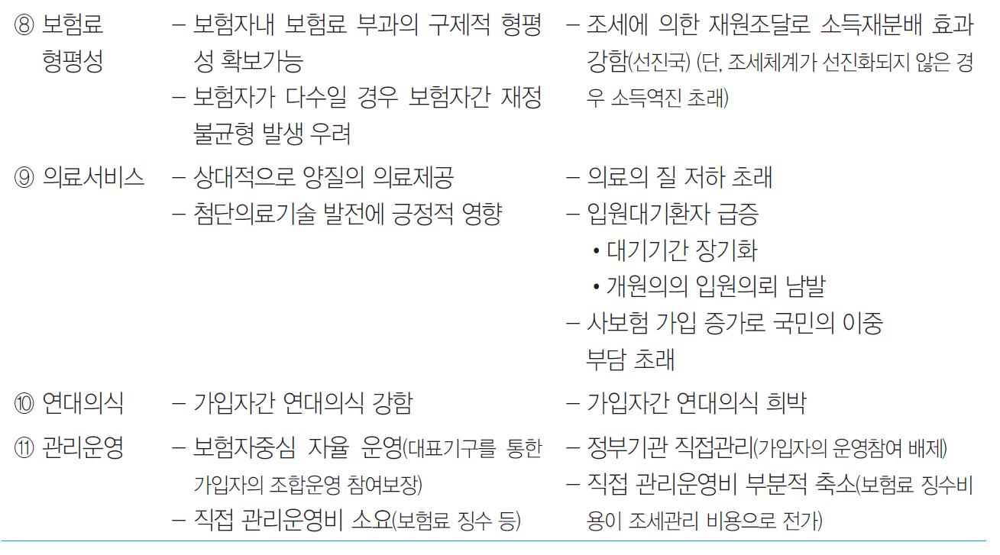 ⑧ 보험료 형평성
– 보험자내 보험료 부과의 구제적 형평
성 확보가능
– 보험자가 다수일 경우 보험자간 재정
불균형 발생 우려
– 조세에 의한 재원조달로 소득재분배 효과
강함(선진국) (단, 조세체계가 선진화되지 않은 경
우 소득역진 초래)
⑨ 의료서비스
– 상대적으로 양질의 의료제공
– 첨단의료기술 발전에 긍정적 영향
– 의료의 질 저하 초래
– 입원대기환자 급증
• 대기기간 장기화
• 개원의의 입원의뢰 남발
– 사보험 가입 증가로 국민의 이중
부담 초래
⑩ 연대의식
– 가입자간 연대의식 강함
– 가입자간 연대의식 희박
⑪ 관리운영
– 보험자중심 자율 운영(대표기구를 통한
가입자의 조합운영 참여보장)
– 직접 관리운영비 소요(보험료 징수 등)
– 정부기관 직접관리(가입자의 운영참여 배제)
– 직접 관리운영비 부분적 축소(보험료 징수비
용이 조세관리 비용으로 전가)